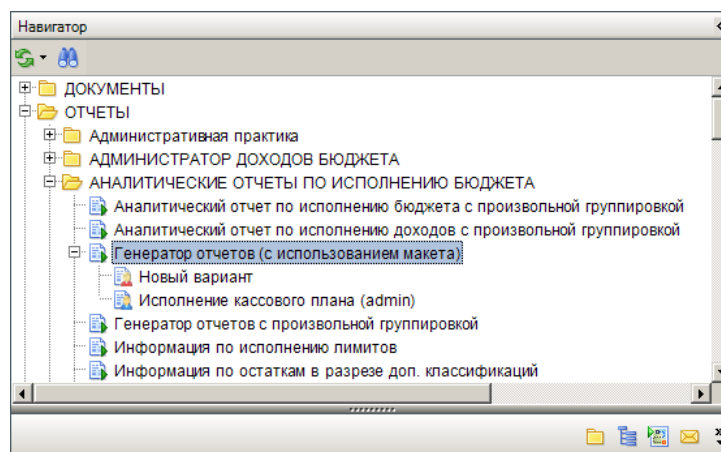 Навигатор
ДОКУМЕНТЫ
ОТЧЕТЫ
Административная практика
АДМИНИСТРАТОР ДОХОДОВ БЮДЖЕТА
АНАЛИТИЧЕСКИЕ ОТЧЕТЫ ПО ИСПОЛНЕНИЮ БЮДЖЕТА
Аналитический отчет по исполнению бюджета с произвольной группировкой
Аналитический отчет по исполнению доходов с произвольной группировкой
Генератор отчетов (с использованием макета)
Новый вариант
Исполнение кассового плана (admin)
Генератор отчетов с произвольной группировкой
Информация по исполнению лимитов
Информация по остаткам в разрезе доп. классификаций